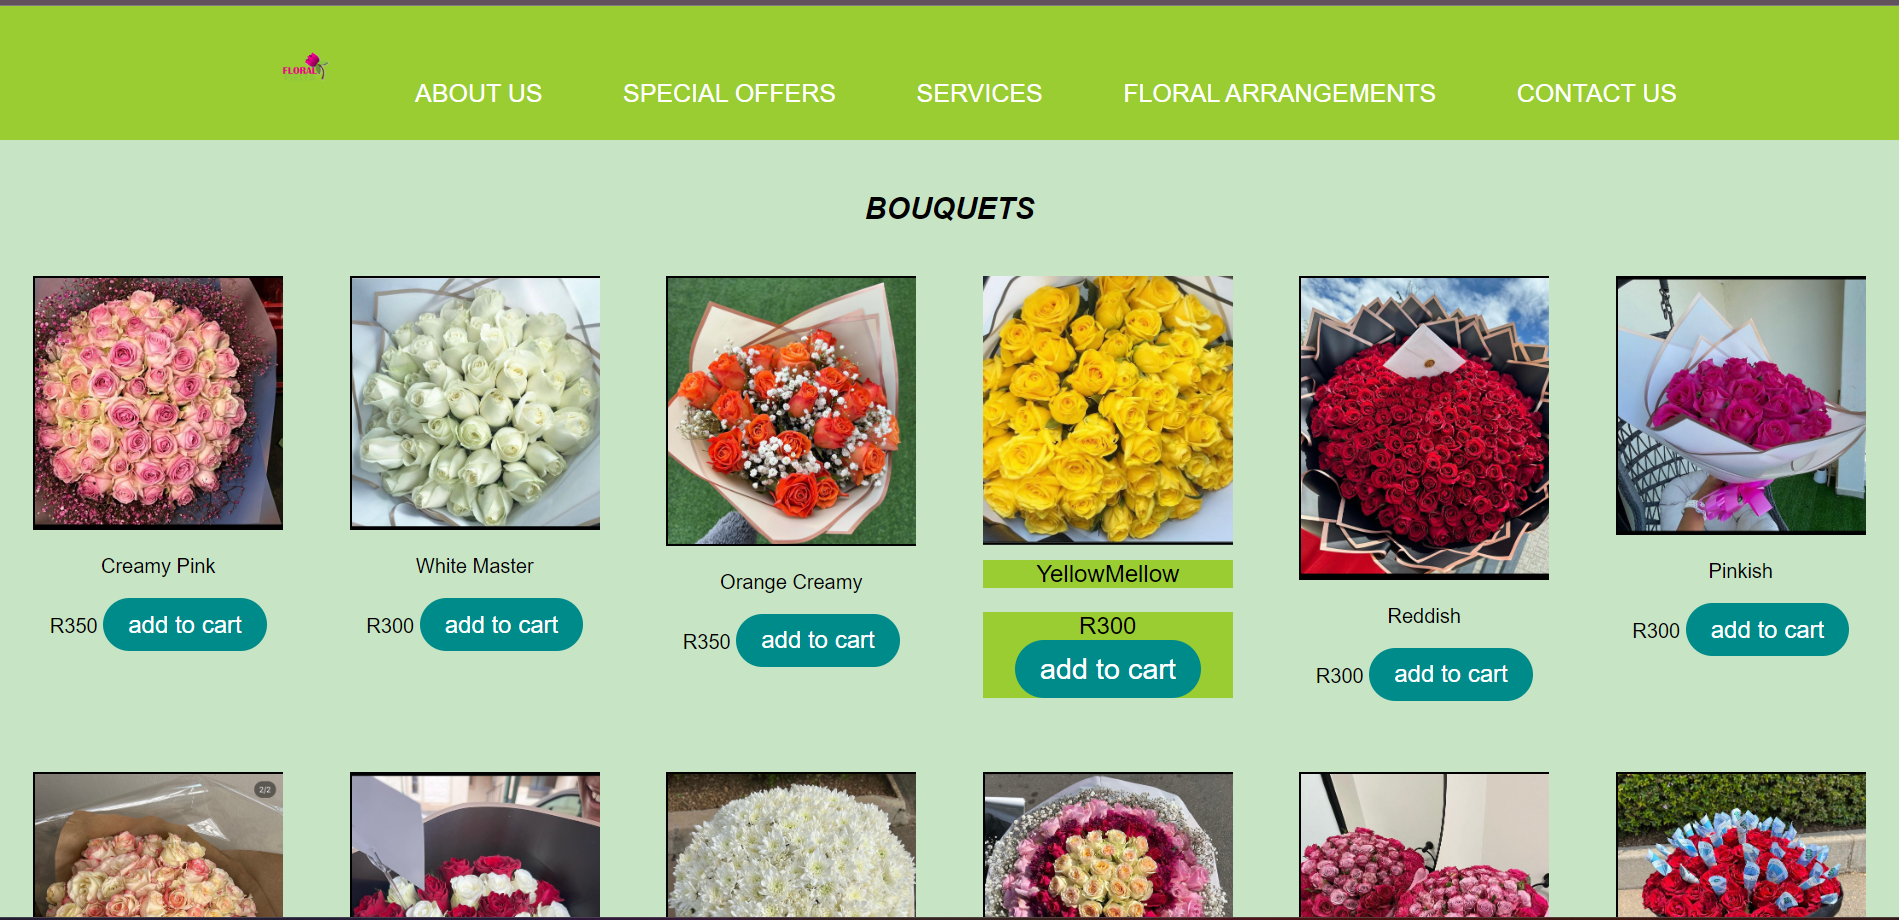 FLORAL
ABOUT US SPECIAL OFFERS SERVICES FLORAL ARRANGEMENTS CONTACT US
BOUQUETS
Creamy Pink
R350 add to cart
White Master
R300 add to cart
Orange Creamy
R350 add to cart
YellowMellow
R300
add to cart
Reddish
R300 add to cart
Pinkish
R300 add to cart
2/2